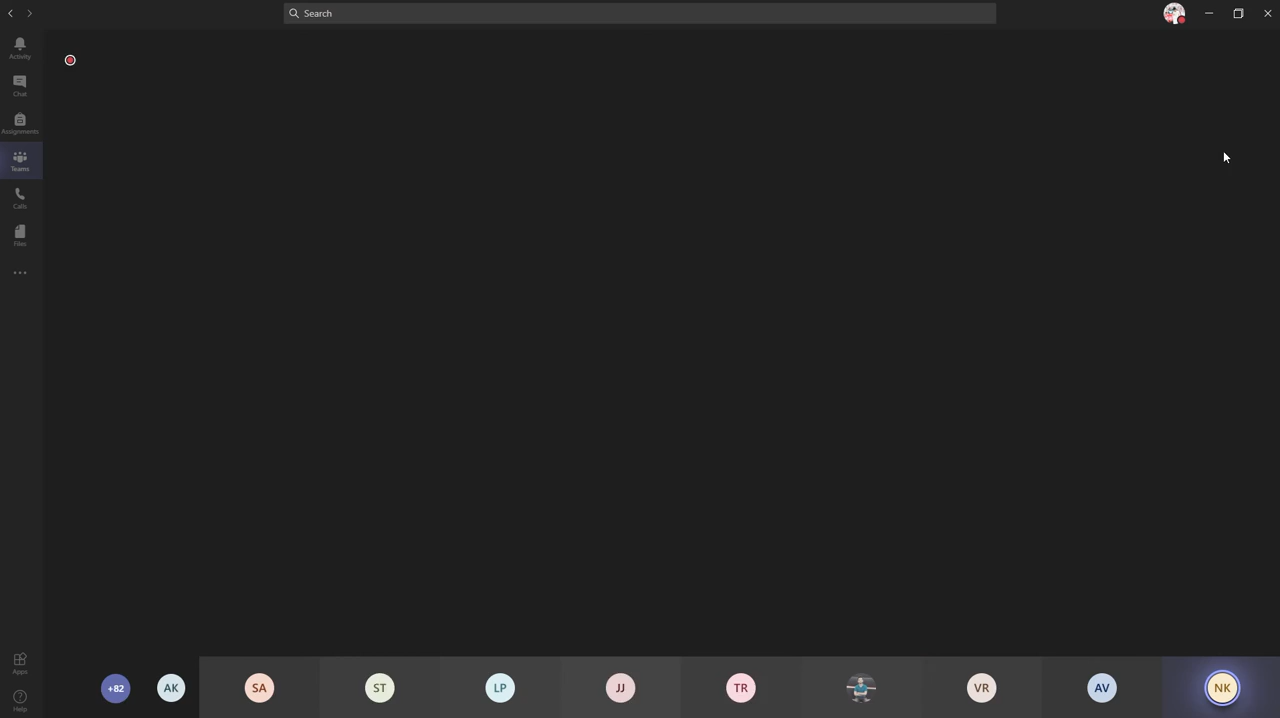 Search
Activity
Chat
Assignments
Teams
Calls
Files
Apps
Help
+82
AK
SA
ST
LP
JJ
TR
VR
AV
NK